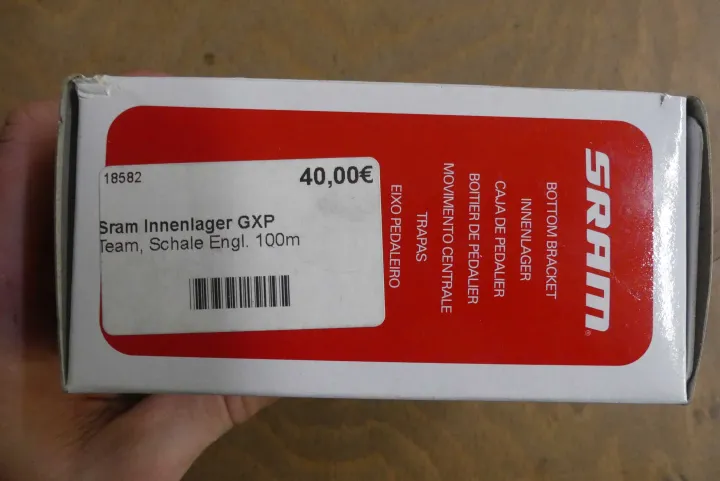 18582
40,00€
Sram Innenlager GXP
Team, Schale Engl. 100m
SRAM®
BOTTOM BRACKET
INNENLAGER
CAJA DE PEDALIER
BOITIER DE PÉDALIER
MOVIMENTO CENTRALE
TRAPAS
EIXO PEDALEIRO